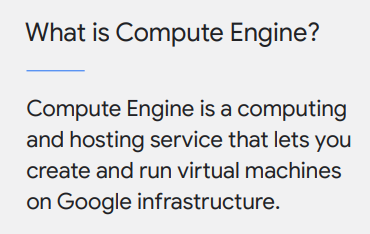 What is Compute Engine?
Compute Engine is a computing
and hosting service that lets you
create and run virtual machines
on Google infrastructure.